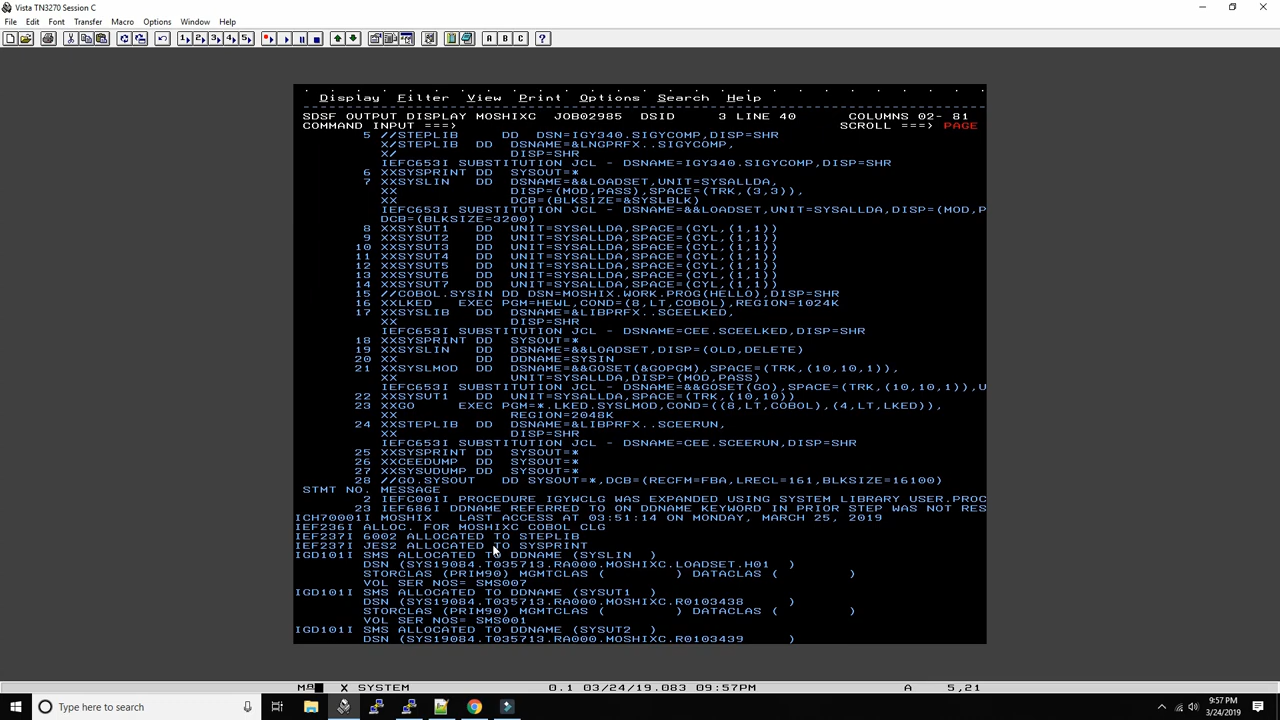 Vista TN3270 Session C
File Edit Font Transfer Macro Options Window Help
A B C ?
Display Filter View Print Options Search Help
SDSF OUTPUT DISPLAY MOSHIXC JOB02985 DSID 3 LINE 40 COLUMNS 02- 81
COMMAND INPUT ===> SCROLL ===> PAGE
5 //STEPLIB DD DSN=IGY340.SIGYCOMP,DISP=SHR
X/STEPLIB DD DSNAME=&LNGPRFX..SIGYCOMP,
X/ DISP=SHR
IEFC653I SUBSTITUTION JCL - DSNAME=IGY340.SIGYCOMP,DISP=SHR
6 XXSYSPRINT DD SYSOUT=*
7 XXSYSLIN DD DSNAME=&&LOADSET,UNIT=SYSALLDA,
XX DISP=(MOD,PASS),SPACE=(TRK,(3,3)),
XX DCB=(BLKSIZE=&SYSLBLK)
IEFC653I SUBSTITUTION JCL - DSNAME=&&LOADSET,UNIT=SYSALLDA,DISP=(MOD,P
DCB=(BLKSIZE=3200)
8 XXSYSUT1 DD UNIT=SYSALLDA,SPACE=(CYL,(1,1))
9 XXSYSUT2 DD UNIT=SYSALLDA,SPACE=(CYL,(1,1))
10 XXSYSUT3 DD UNIT=SYSALLDA,SPACE=(CYL,(1,1))
11 XXSYSUT4 DD UNIT=SYSALLDA,SPACE=(CYL,(1,1))
12 XXSYSUT5 DD UNIT=SYSALLDA,SPACE=(CYL,(1,1))
13 XXSYSUT6 DD UNIT=SYSALLDA,SPACE=(CYL,(1,1))
14 XXSYSUT7 DD UNIT=SYSALLDA,SPACE=(CYL,(1,1))
15 //COBOL.SYSIN DD DSN=MOSHIX.WORK.PROG(HELLO),DISP=SHR
16 XXLKED EXEC PGM=HEWL,COND=(8,LT,COBOL),REGION=1024K
17 XXSYSLIB DD DSNAME=&LIBPRFX..SCEELKED,
XX DISP=SHR
IEFC653I SUBSTITUTION JCL - DSNAME=CEE.SCEELKED,DISP=SHR
18 XXSYSPRINT DD SYSOUT=*
19 XXSYSLIN DD DSNAME=&&LOADSET,DISP=(OLD,DELETE)
20 XX DD DDNAME=SYSIN
21 XXSYSLMOD DD DSNAME=&&GOSET(&GOPGM),SPACE=(TRK,(10,10,1)),
XX UNIT=SYSALLDA,DISP=(MOD,PASS)
IEFC653I SUBSTITUTION JCL - DSNAME=&&GOSET(GO),SPACE=(TRK,(10,10,1)),U
22 XXSYSUT1 DD UNIT=SYSALLDA,SPACE=(TRK,(10,10))
23 XXGO EXEC PGM=*.LKED.SYSLMOD,COND=((8,LT,COBOL),(4,LT,LKED)),
XX REGION=2048K
24 XXSTEPLIB DD DSNAME=&LIBPRFX..SCEERUN,
XX DISP=SHR
IEFC653I SUBSTITUTION JCL - DSNAME=CEE.SCEERUN,DISP=SHR
25 XXSYSPRINT DD SYSOUT=*
26 XXCEEDUMP DD SYSOUT=*
27 XXSYSUDUMP DD SYSOUT=*
28 //GO.SYSOUT DD SYSOUT=*,DCB=(RECFM=FBA,LRECL=161,BLKSIZE=16100)
STMT NO. MESSAGE
2 IEFC001I PROCEDURE IGYWCLG WAS EXPANDED USING SYSTEM LIBRARY USER.PROC
23 IEF686I DDNAME REFERRED TO ON DDNAME KEYWORD IN PRIOR STEP WAS NOT RES
ICH70001I MOSHIX LAST ACCESS AT 03:51:14 ON MONDAY, MARCH 25, 2019
IEF236I ALLOC. FOR MOSHIXC COBOL CLG
IEF237I 6002 ALLOCATED TO STEPLIB
IEF237I JES2 ALLOCATED TO SYSPRINT
IGD101I SMS ALLOCATED TO DDNAME (SYSLIN )
DSN (SYS19084.T035713.RA000.MOSHIXC.LOADSET.H01 )
STORCLAS (PRIM90) MGMTCLAS ( ) DATACLAS ( )
VOL SER NOS= SMS007
IGD101I SMS ALLOCATED TO DDNAME (SYSUT1 )
DSN (SYS19084.T035713.RA000.MOSHIXC.R0103438 )
STORCLAS (PRIM90) MGMTCLAS ( ) DATACLAS ( )
VOL SER NOS= SMS001
IGD101I SMS ALLOCATED TO DDNAME (SYSUT2 )
DSN (SYS19084.T035713.RA000.MOSHIXC.R0103439 )
X SYSTEM 0.1 03/24/19.083 09:57PM A 5,21
Type here to search
9:57 PM
3/24/2019